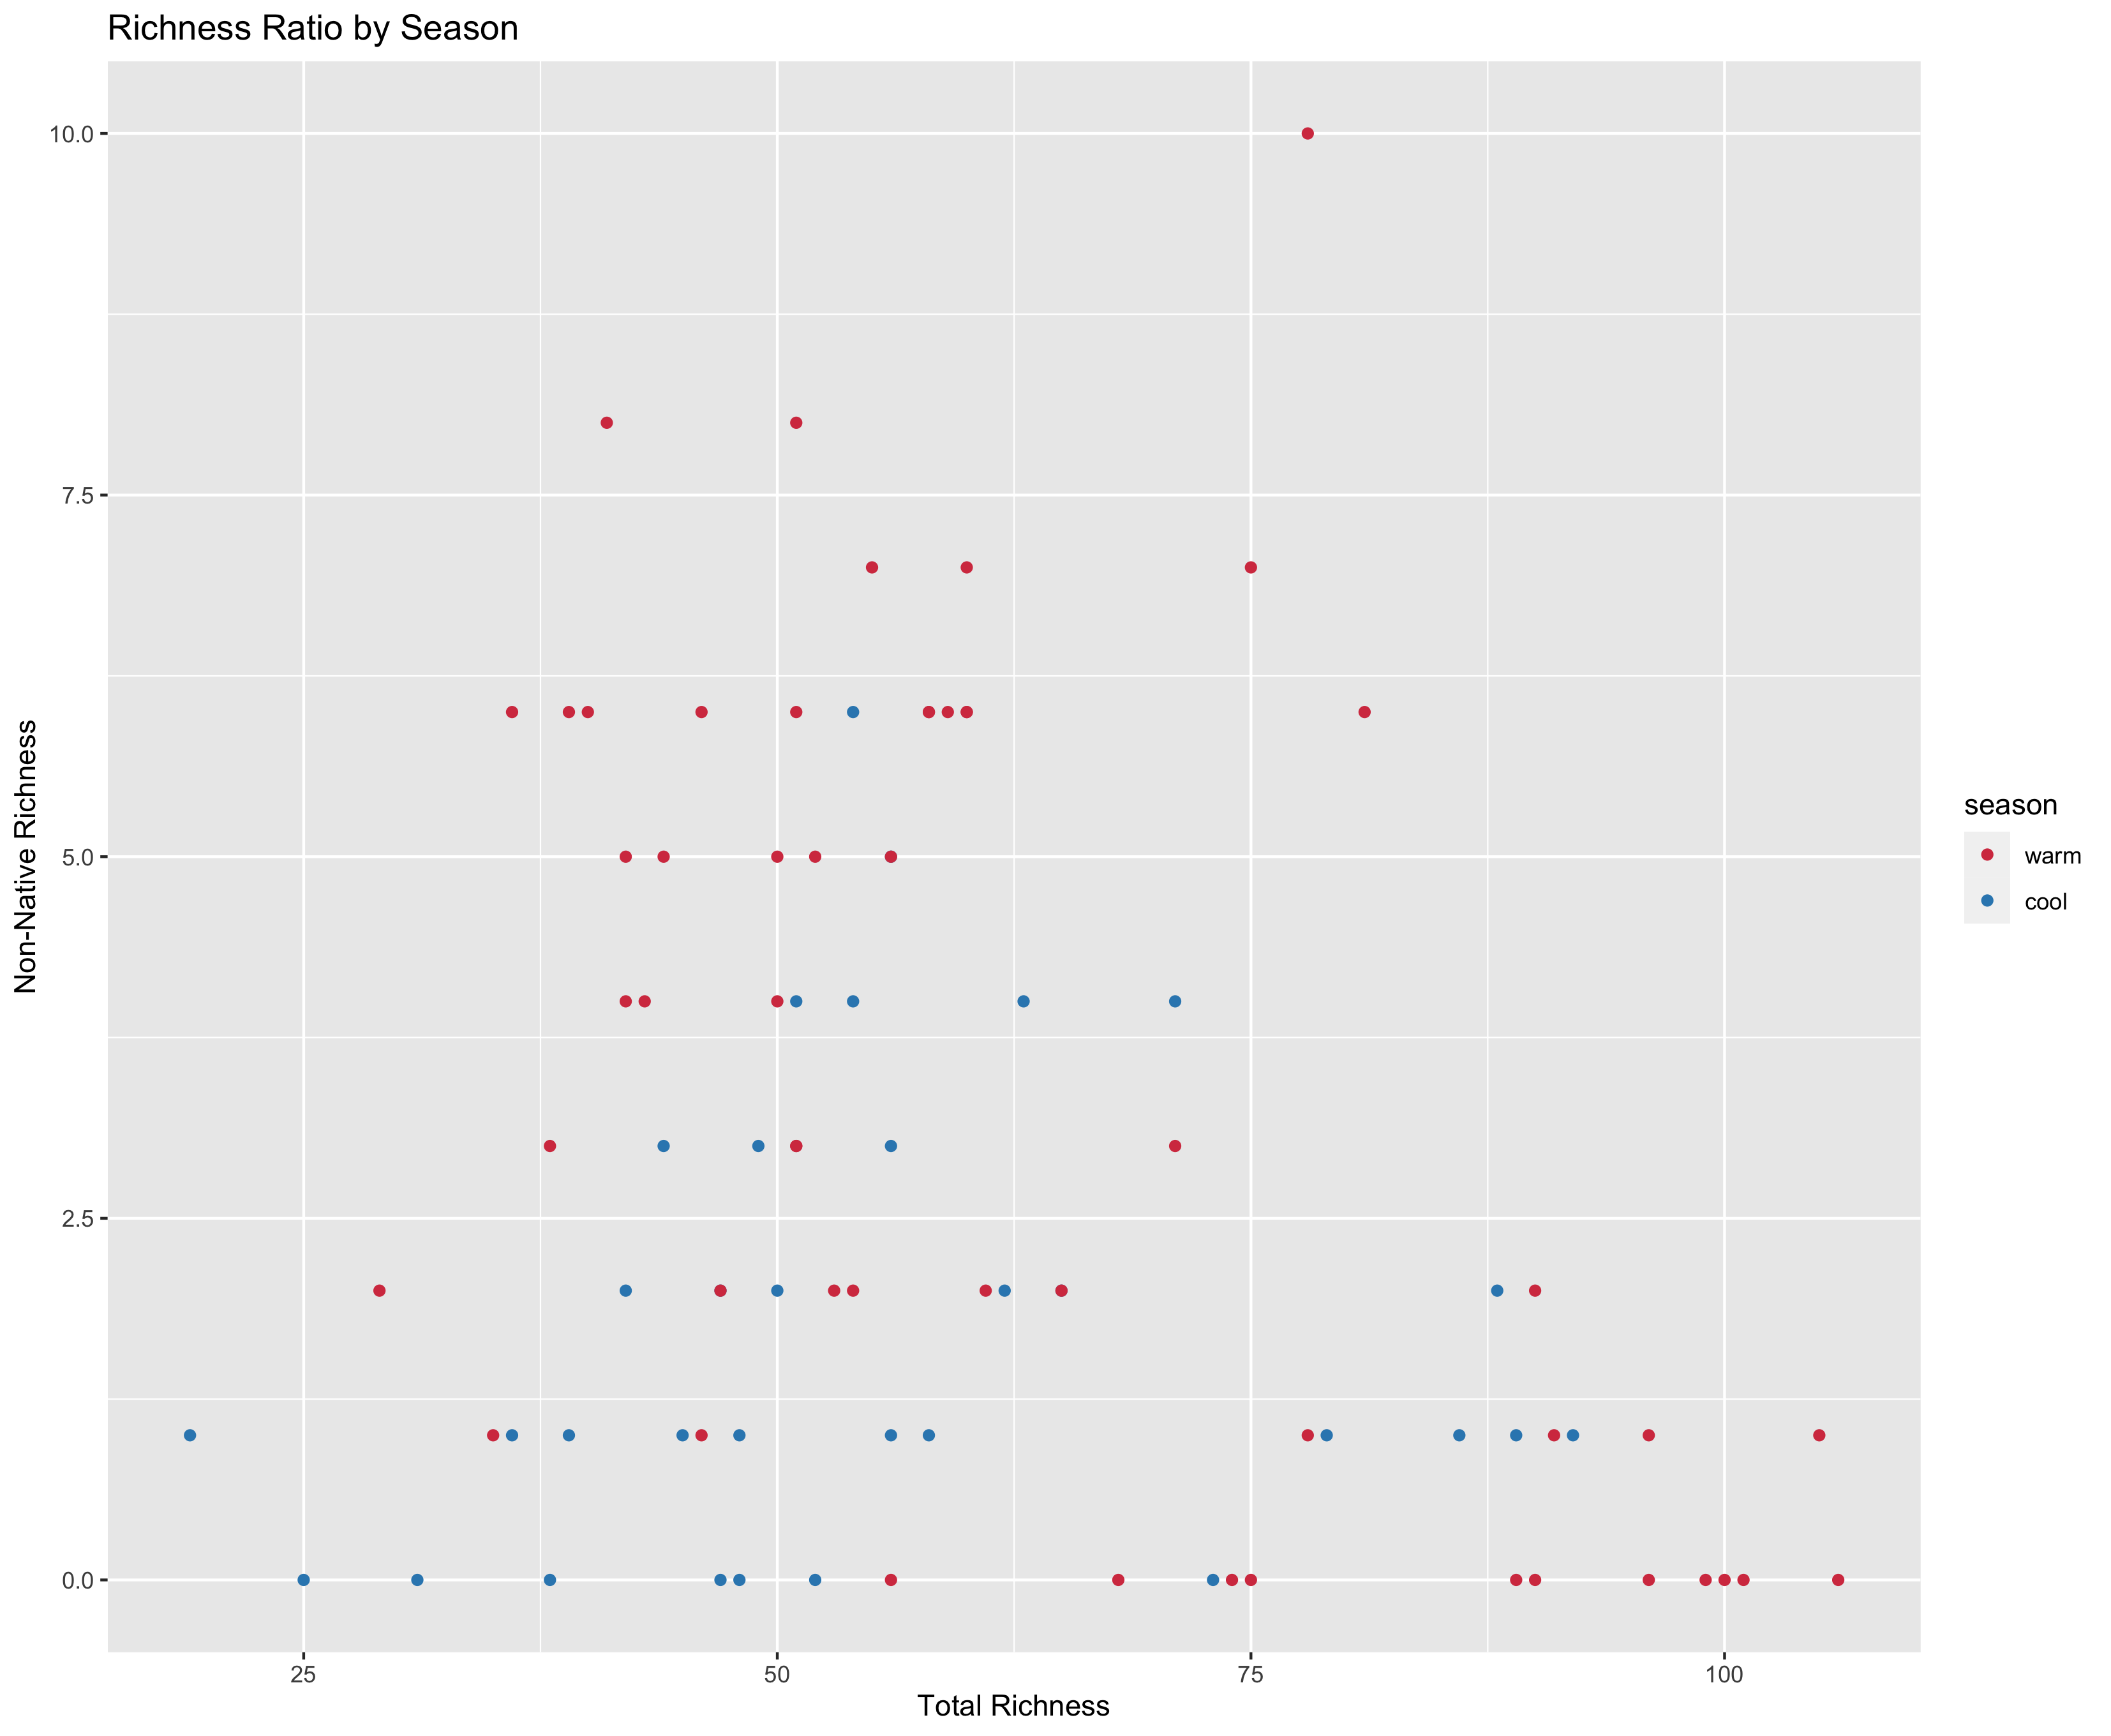 Richness Ratio by Season
10.0
7.5
5.0
2.5
0.0
Non-Native Richness
25 50 75 100
Total Richness
season
warm
cool